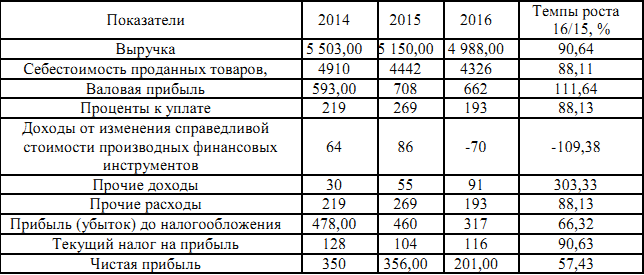 Показатели 2014 2015 2016 Темпы роста
16/15, %
Выручка 5 503,00 5 150,00 4 988,00 90,64
Себестоимость проданных товаров, 4910 4442 4326 88,11
Валовая прибыль 593,00 708 662 111,64
Проценты к уплате 219 269 193 88,13
Доходы от изменения справедливой
стоимости производных финансовых
инструментов 64 86 -70 -109,38
Прочие доходы 30 55 91 303,33
Прочие расходы 219 269 193 88,13
Прибыль (убыток) до налогообложения 478,00 460 317 66,32
Текущий налог на прибыль 128 104 116 90,63
Чистая прибыль 350 356,00 201,00 57,43